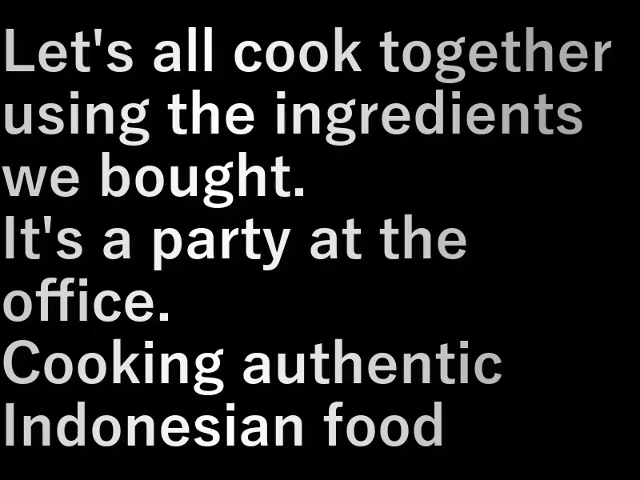 Let's all cook together
using the ingredients
we bought.
It's a party at the
office.
Cooking authentic
Indonesian food